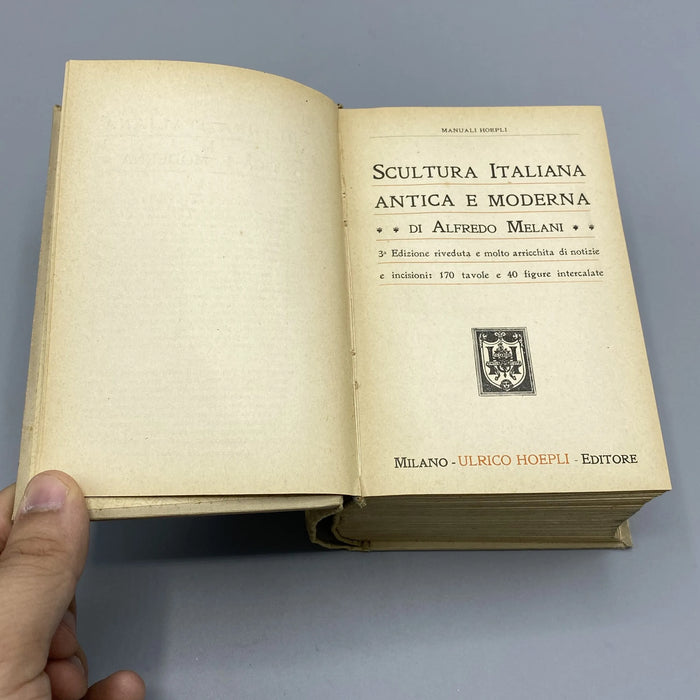 MANUALI HOEPLI
SCULTURA ITALIANA
ANTICA E MODERNA
DI ALFREDO MELANI
3ª Edizione riveduta e molto arricchita di notizie
e incisioni: 170 tavole e 40 figure intercalate
MILANO - ULRICO HOEPLI - EDITORE